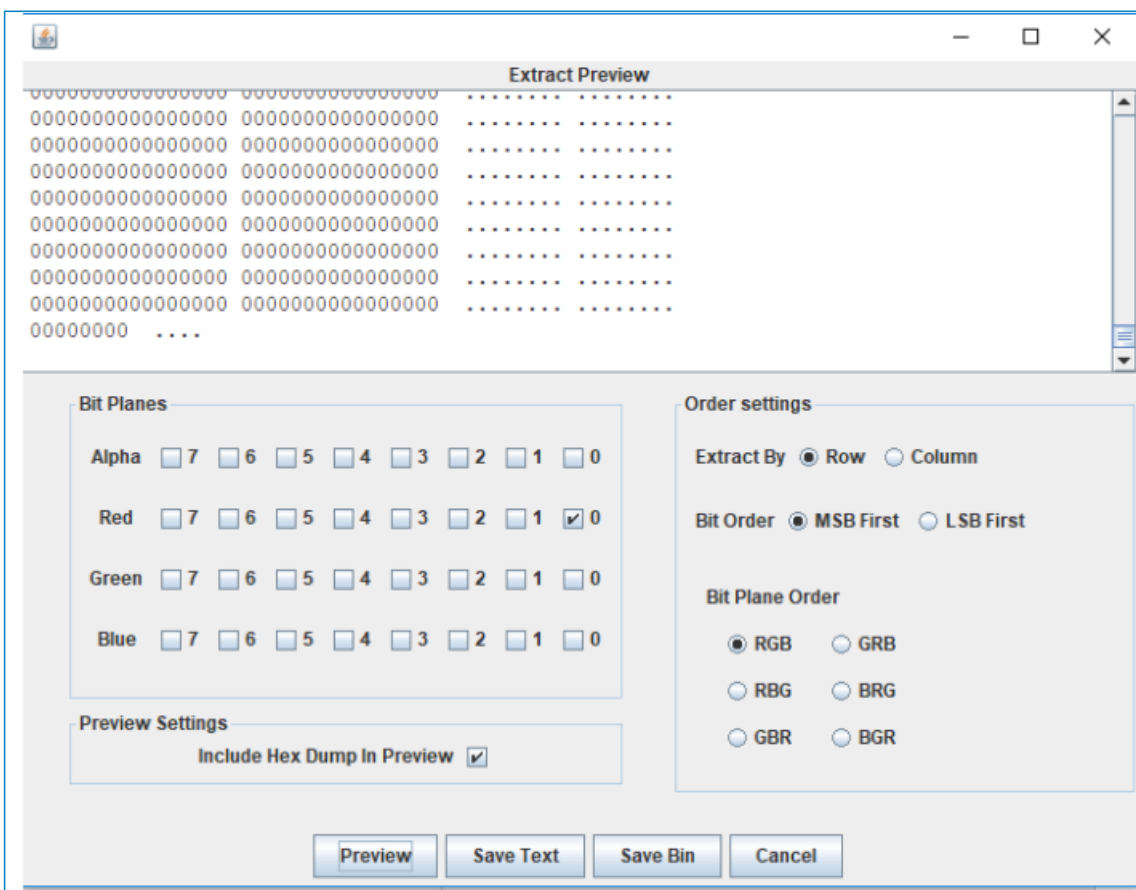 Extract Preview
0000000000000000 0000000000000000 ........ ........
0000000000000000 0000000000000000 ........ ........
0000000000000000 0000000000000000 ........ ........
0000000000000000 0000000000000000 ........ ........
0000000000000000 0000000000000000 ........ ........
0000000000000000 0000000000000000 ........ ........
0000000000000000 0000000000000000 ........ ........
0000000000000000 0000000000000000 ........ ........
0000000000000000 0000000000000000 ........ ........
00000000 ....
Bit Planes
Alpha 7 6 5 4 3 2 1 0
Red 7 6 5 4 3 2 1 0
Green 7 6 5 4 3 2 1 0
Blue 7 6 5 4 3 2 1 0
Preview Settings
Include Hex Dump In Preview
Order settings
Extract By Row Column
Bit Order MSB First LSB First
Bit Plane Order
RGB GRB
RBG BRG
GBR BGR
Preview Save Text Save Bin Cancel